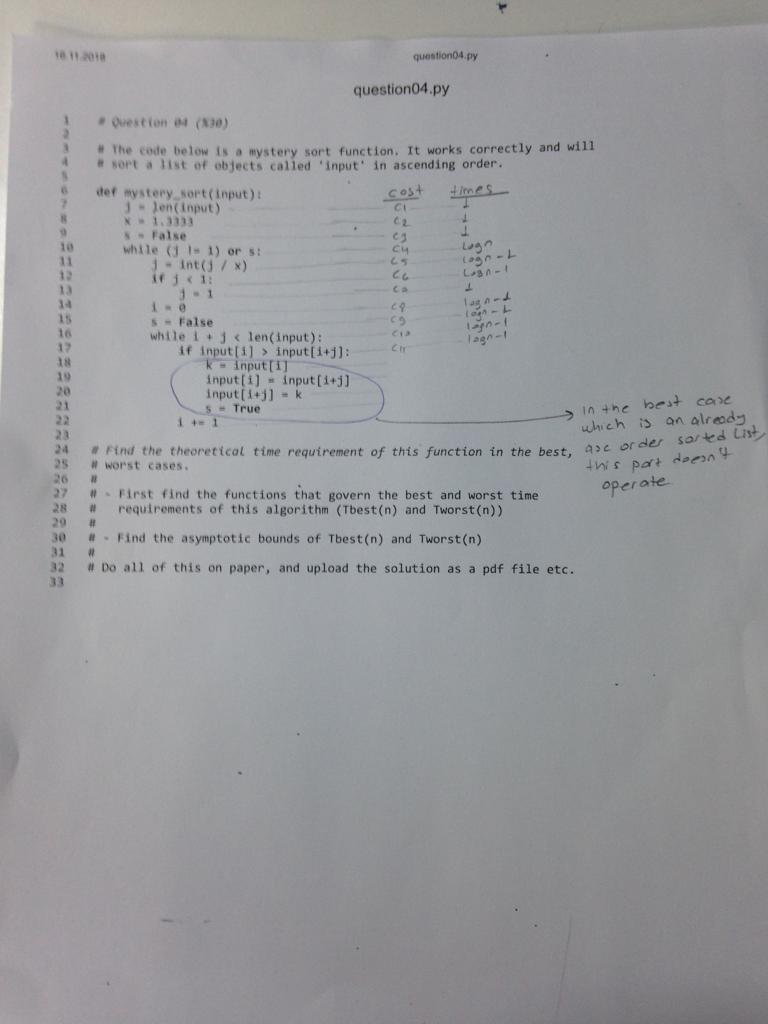 18.11.2018 question04.py
question04.py
1 # Question 04 (%30)
2
3 # The code below is a mystery sort function. It works correctly and will
4 # sort a list of objects called 'input' in ascending order.
5
6 def mystery_sort(input): cost times
7 j = len(input) c1 1
8 x = 1.3333 c2 1
9 s = False c3 1
10 while (j != 1) or s: c4 logn
11 j = int(j / x) c5 logn-1
12 if j < 1: c6 logn-1
13 j = 1 1
14 i = 0 logn-1
15 s = False c9 logn-1
16 while i + j < len(input): c10 logn-1
17 if input[i] > input[i+j]: c11 logn-1
18 k = input[i]
19 input[i] = input[i+j]
20 input[i+j] = k
21 s = True
22 i += 1
23
in the best case
which is an already
asc order sorted list,
this part doesn't
operate
24 # Find the theoretical time requirement of this function in the best,
25 # worst cases.
26 #
27 # - First find the functions that govern the best and worst time
28 # requirements of this algorithm (Tbest(n) and Tworst(n))
29 #
30 # - Find the asymptotic bounds of Tbest(n) and Tworst(n)
31 #
32 # Do all of this on paper, and upload the solution as a pdf file etc.
33